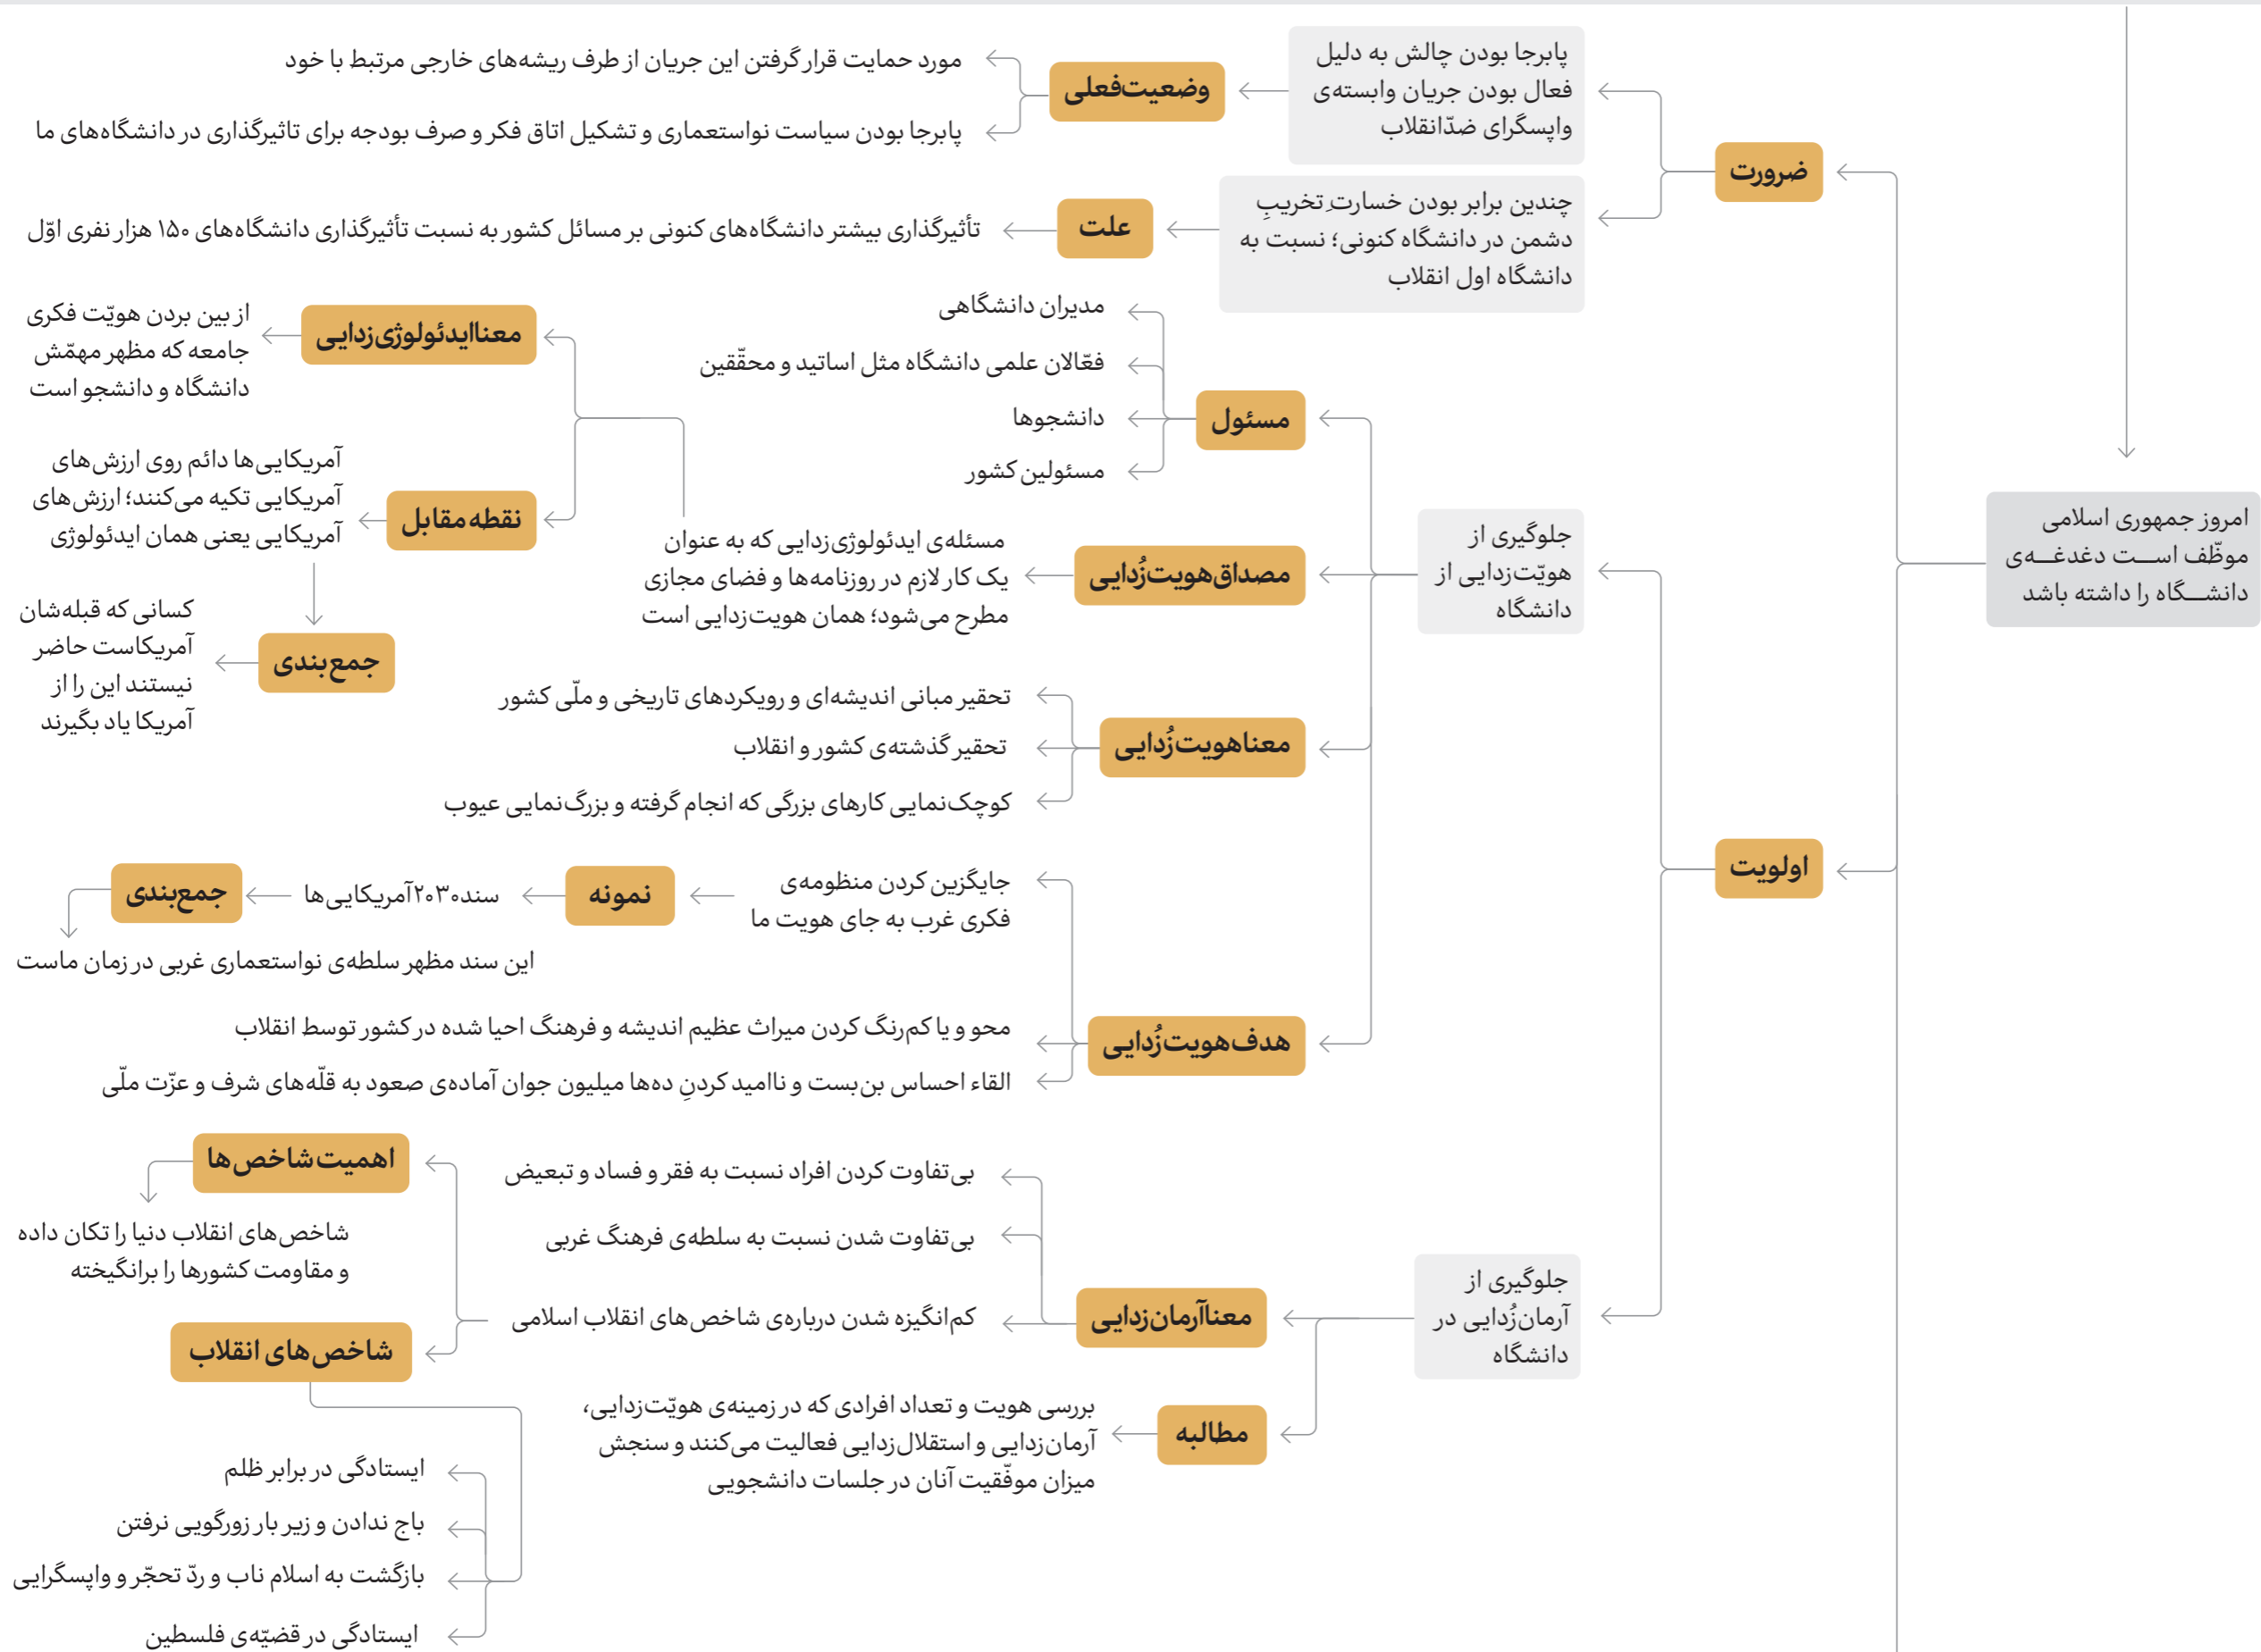 امروز جمهوری اسلامی
موظّف است دغدغه‌ی
دانشگاه را داشته باشد
ضرورت
پابرجا بودن چالش به دلیل
فعال بودن جریان وابسته‌ی
واپسگرای ضدّانقلاب
وضعیت‌فعلی
مورد حمایت قرار گرفتن این جریان از طرف ریشه‌های خارجی مرتبط با خود
پابرجا بودن سیاست نواستعماری و تشکیل اتاق فکر و صرف بودجه برای تاثیرگذاری در دانشگاه‌های ما
چندین برابر بودن خسارتِ تخریبِ
دشمن در دانشگاه کنونی؛ نسبت به
دانشگاه اول انقلاب
علت
تأثیرگذاری بیشتر دانشگاه‌های کنونی بر مسائل کشور به نسبت تأثیرگذاری دانشگاه‌های ۱۵۰ هزار نفری اوّل
اولویت
جلوگیری از
هویّت‌زدایی از
دانشگاه
مسئول
مدیران دانشگاهی
فعّالان علمی دانشگاه مثل اساتید و محقّقین
دانشجوها
مسئولین کشور
مصداق‌هویت‌زُدایی
مسئله‌ی ایدئولوژی‌زدایی که به عنوان
یک کار لازم در روزنامه‌ها و فضای مجازی
مطرح می‌شود؛ همان هویت‌زدایی است
معناایدئولوژی‌زدایی
از بین بردن هویّت فکری
جامعه که مظهر مهمّش
دانشگاه و دانشجو است
نقطه‌مقابل
آمریکایی‌ها دائم روی ارزش‌های
آمریکایی تکیه می‌کنند؛ ارزش‌های
آمریکایی یعنی همان ایدئولوژی
جمع‌بندی
کسانی که قبله‌شان
آمریکاست حاضر
نیستند این را از
آمریکا یاد بگیرند
معناهویت‌زُدایی
تحقیر مبانی اندیشه‌ای و رویکردهای تاریخی و ملّی کشور
تحقیر گذشته‌ی کشور و انقلاب
کوچک‌نمایی کارهای بزرگی که انجام گرفته و بزرگ‌نمایی عیوب
هدف‌هویت‌زُدایی
جایگزین کردن منظومه‌ی
فکری غرب به جای هویت ما
نمونه
سند۲۰۳۰آمریکایی‌ها
جمع‌بندی
این سند مظهر سلطه‌ی نواستعماری غربی در زمان ماست
محو و یا کم‌رنگ کردن میراث عظیم اندیشه و فرهنگ احیا شده در کشور توسط انقلاب
القاء احساس بن‌بست و ناامید کردنِ ده‌ها میلیون جوان آماده‌ی صعود به قلّه‌های شرف و عزّت ملّی
جلوگیری از
آرمان‌زُدایی در
دانشگاه
معناآرمان‌زدایی
بی‌تفاوت کردن افراد نسبت به فقر و فساد و تبعیض
بی‌تفاوت شدن نسبت به سلطه‌ی فرهنگ غربی
کم‌انگیزه شدن درباره‌ی شاخص‌های انقلاب اسلامی
اهمیت‌شاخص‌ها
شاخص‌های انقلاب دنیا را تکان داده
و مقاومت کشورها را برانگیخته
شاخص‌های انقلاب
ایستادگی در برابر ظلم
باج ندادن و زیر بار زورگویی نرفتن
بازگشت به اسلام ناب و ردّ تحجّر و واپسگرایی
ایستادگی در قضیّه‌ی فلسطین
مطالبه
بررسی هویت و تعداد افرادی که در زمینه‌ی هویّت‌زدایی،
آرمان‌زدایی و استقلال‌زدایی فعالیت می‌کنند و سنجش
میزان موفّقیت آنان در جلسات دانشجویی